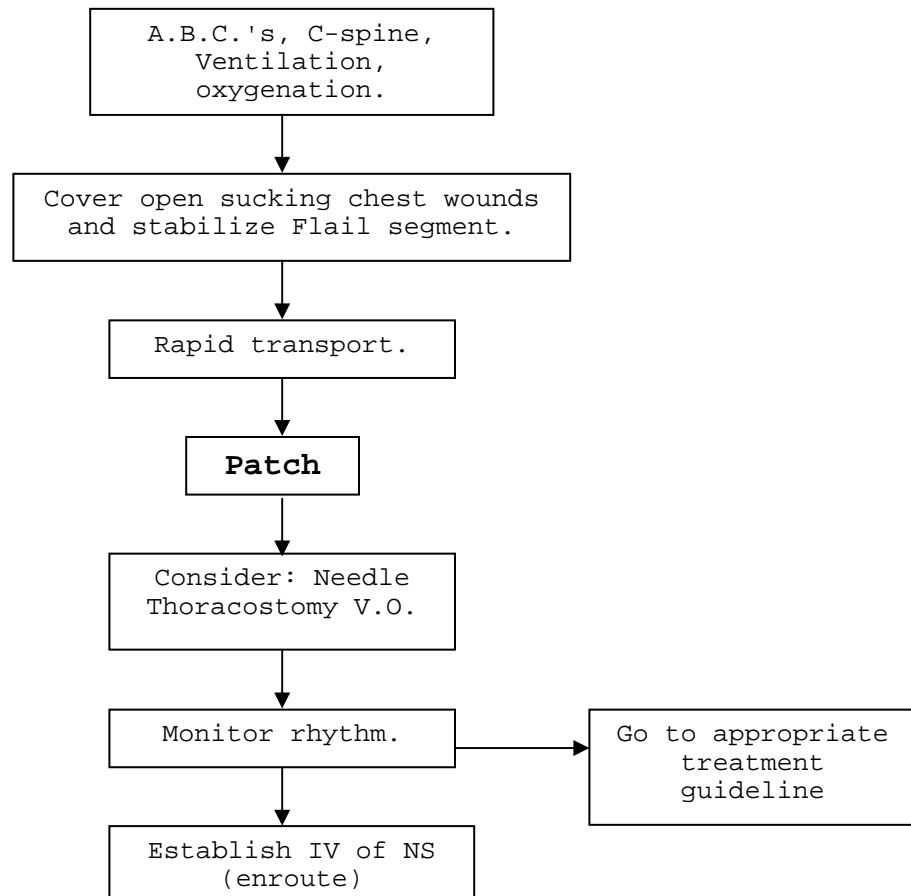 A.B.C.'s, C-spine,
Ventilation,
oxygenation.
Cover open sucking chest wounds
and stabilize Flail segment.
Rapid transport.
Patch
Consider: Needle
Thoracostomy V.O.
Monitor rhythm.
Go to appropriate
treatment
guideline
Establish IV of NS
(enroute)